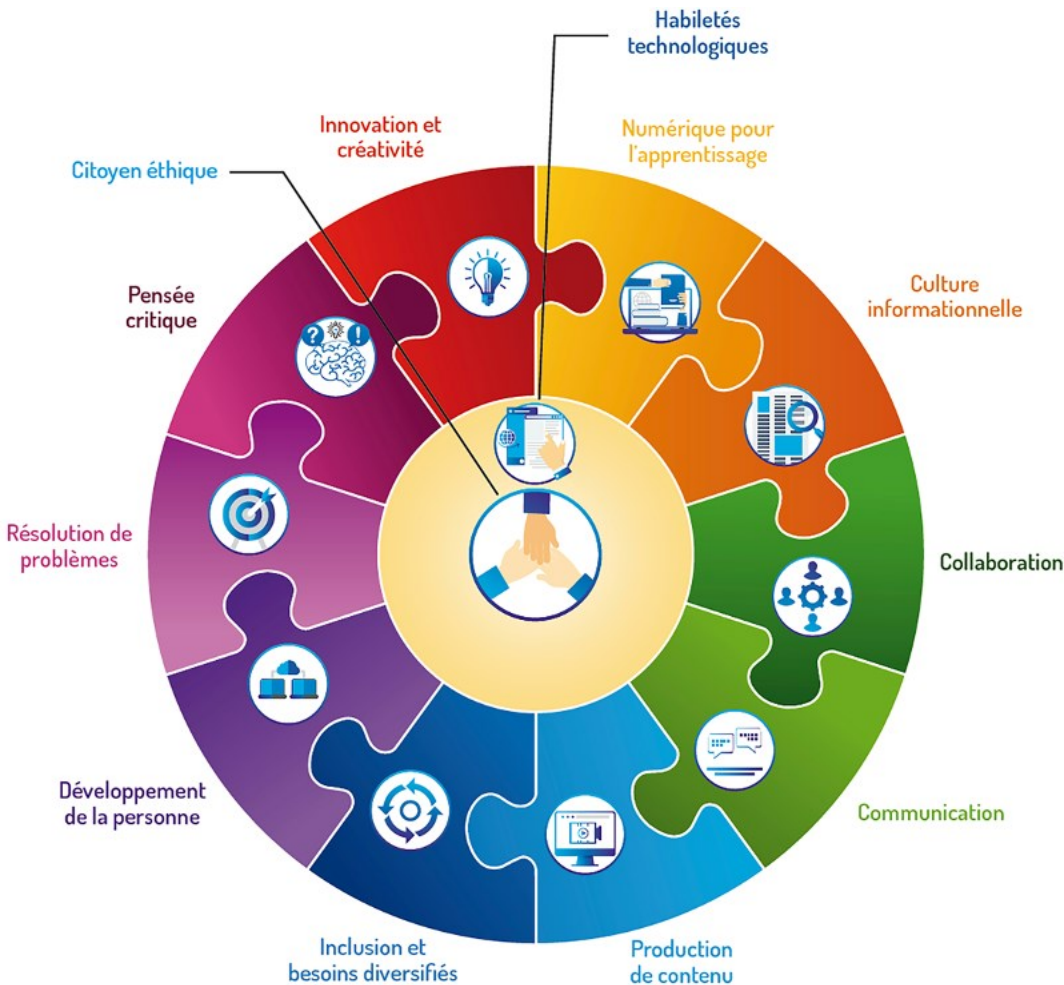 Habiletés
technologiques
Innovation et
créativité
Numérique pour
l'apprentissage
Citoyen éthique
Pensée
critique
Culture
informationnelle
Résolution de
problèmes
Collaboration
Développement
de la personne
Communication
Inclusion et
besoins diversifiés
Production
de contenu
? !